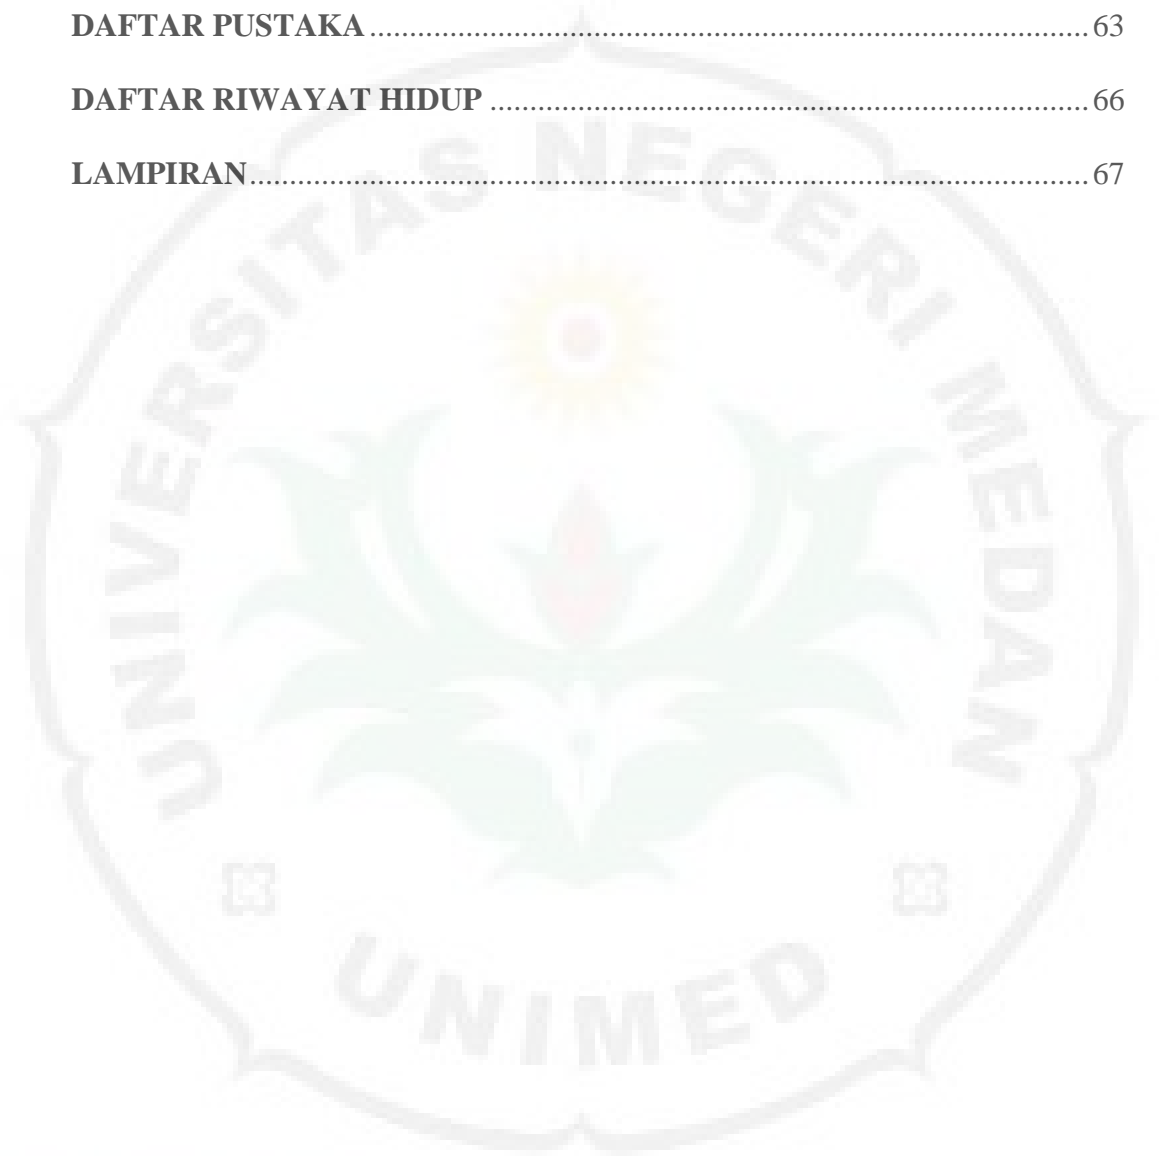 DAFTAR PUSTAKA.......................................................................................... 63
DAFTAR RIWAYAT HIDUP ........................................................................... 66
LAMPIRAN......................................................................................................... 67
UNIVERSITAS NEGERI MEDAN
UNIMED